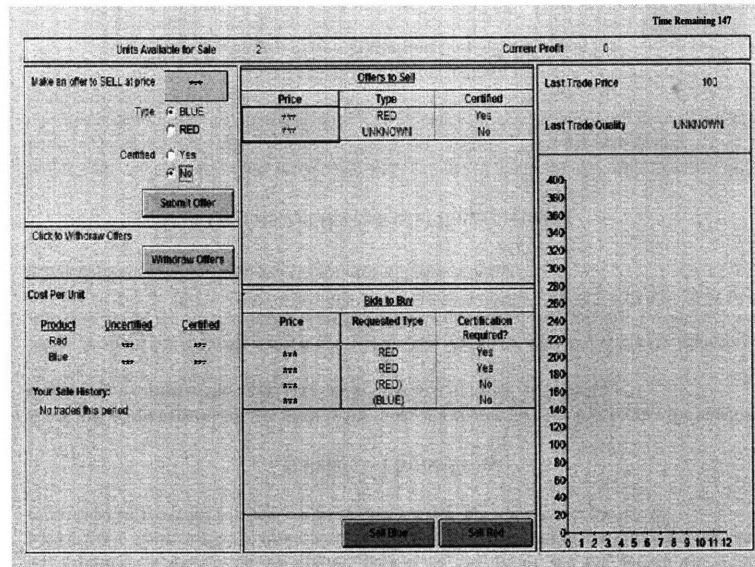 Time Remaining 147
Units Available for Sale 2 Current Profit 0
Make an offer to SELL at price ***
Type BLUE
RED
Certified Yes
No
Submit Offer
Click to Withdraw Offers
Withdraw Offers
Cost Per Unit
Product Uncertified Certified
Red *** ***
Blue *** ***
Your Sale History:
No trades this period
Offers to Sell
Price Type Certified
*** RED Yes
*** UNKNOWN No
Bids to Buy
Price Requested Type Certification Required?
*** RED Yes
*** RED Yes
*** (RED) No
*** (BLUE) No
Sell Blue Sell Red
Last Trade Price 100
Last Trade Quality UNKNOWN
400
380
360
340
320
300
280
260
240
220
200
180
160
140
120
100
80
60
40
20
0
0 1 2 3 4 5 6 7 8 9 10 11 12